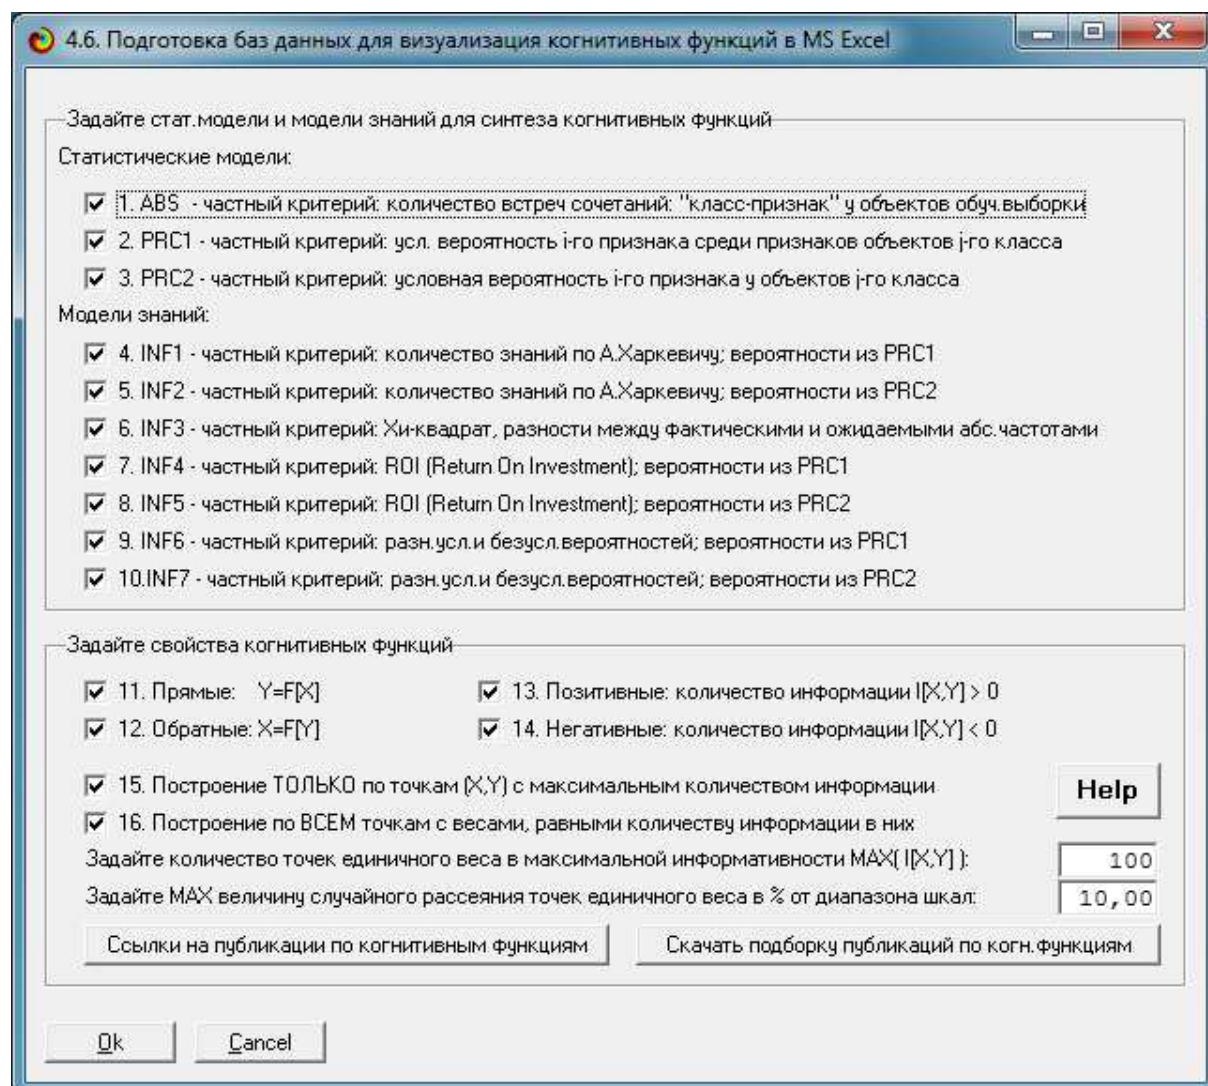 4.6. Подготовка баз данных для визуализация когнитивных функций в MS Excel
Задайте стат.модели и модели знаний для синтеза когнитивных функций
Статистические модели:
1. ABS - частный критерий: количество встреч сочетаний: "класс-признак" у объектов обуч.выборки
2. PRC1 - частный критерий: усл. вероятность i-го признака среди признаков объектов j-го класса
3. PRC2 - частный критерий: условная вероятность i-го признака у объектов j-го класса
Модели знаний:
4. INF1 - частный критерий: количество знаний по А.Харкевичу; вероятности из PRC1
5. INF2 - частный критерий: количество знаний по А.Харкевичу; вероятности из PRC2
6. INF3 - частный критерий: Хи-квадрат, разности между фактическими и ожидаемыми абс.частотами
7. INF4 - частный критерий: ROI (Return On Investment); вероятности из PRC1
8. INF5 - частный критерий: ROI (Return On Investment); вероятности из PRC2
9. INF6 - частный критерий: разн.усл.и безусл.вероятностей; вероятности из PRC1
10.INF7 - частный критерий: разн.усл.и безусл.вероятностей; вероятности из PRC2
Задайте свойства когнитивных функций
11. Прямые: Y=F[X] 13. Позитивные: количество информации I[X,Y] > 0
12. Обратные: X=F[Y] 14. Негативные: количество информации I[X,Y] < 0
15. Построение ТОЛЬКО по точкам (X,Y) с максимальным количеством информации
Help
16. Построение по ВСЕМ точкам с весами, равными количеству информации в них
Задайте количество точек единичного веса в максимальной информативности MAX( I[X,Y] ): 100
Задайте MAX величину случайного рассеяния точек единичного веса в % от диапазона шкал: 10,00
Ссылки на публикации по когнитивным функциям Скачать подборку публикаций по когн.функциям
Ok Cancel